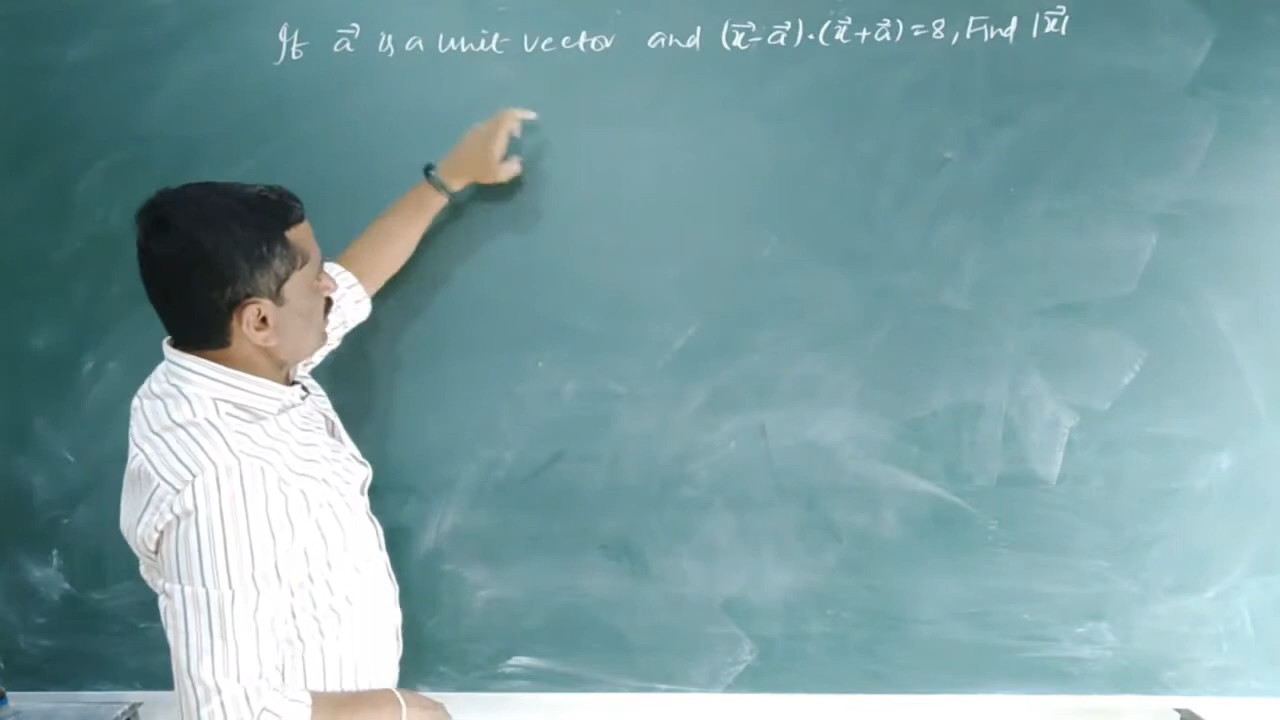 If a⃗ is a unit vector and (x⃗-a⃗).(x⃗+a⃗)=8, Find |x⃗|